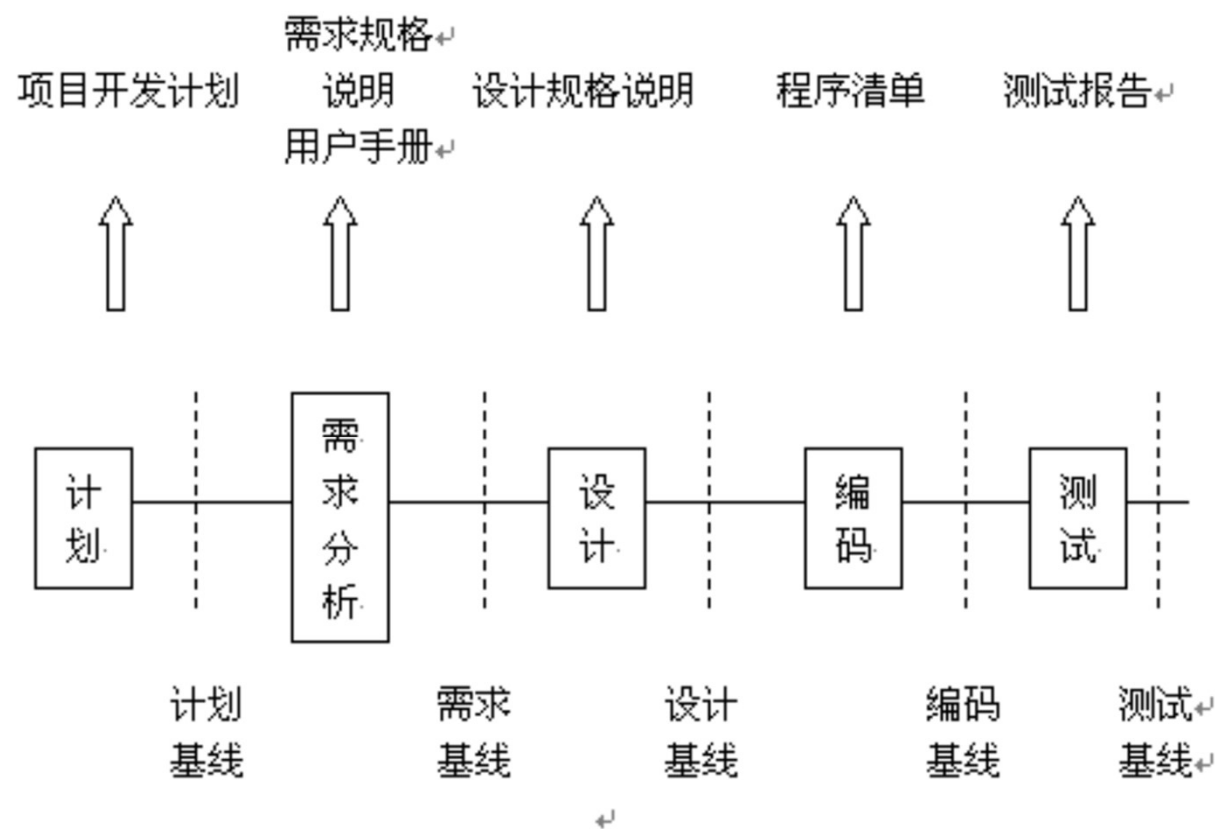 需求规格
项目开发计划 说明 设计规格说明 程序清单 测试报告
用户手册
计划
需求分析
设计
编码
测试
计划 需求 设计 编码 测试
基线 基线 基线 基线 基线